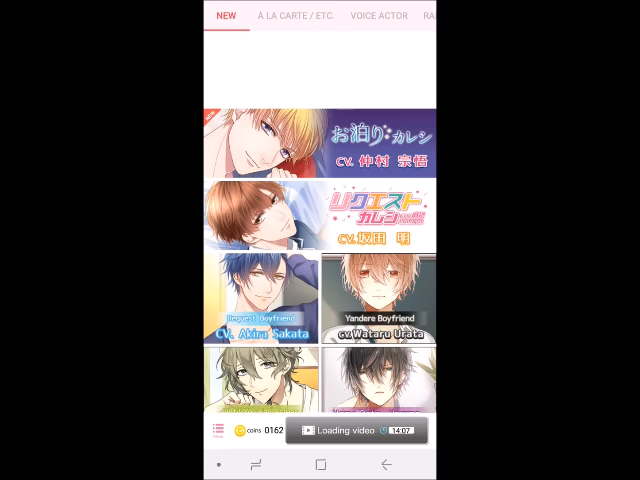 NEW À LA CARTE / ETC. VOICE ACTOR RA
NEW
お泊り カレシ
CV. 仲村 宗悟
リクエスト
カレシ
CV.坂田 明
Request Boyfriend
CV. Akira Sakata
Yandere Boyfriend
CV.Wataru Urata
coins 0162
Loading video 14:07